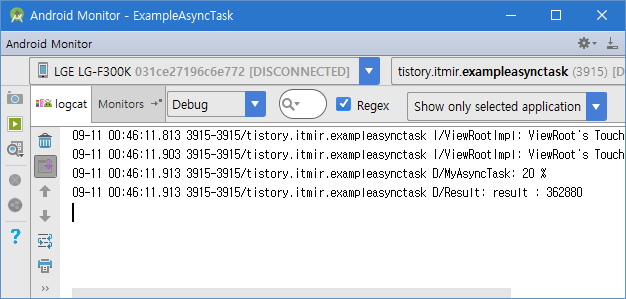 Android Monitor - ExampleAsyncTask
Android Monitor
LGE LG-F300K 031ce27196c6e772 [DISCONNECTED] tistory.itmir.exampleasynctask (3915) [D
logcat Monitors Debug Regex Show only selected application
09-11 00:46:11.813 3915-3915/tistory.itmir.exampleasynctask I/ViewRootImpl: ViewRoot's Touch
09-11 00:46:11.903 3915-3915/tistory.itmir.exampleasynctask I/ViewRootImpl: ViewRoot's Touch
09-11 00:46:11.913 3915-3915/tistory.itmir.exampleasynctask D/MyAsyncTask: 20 %
09-11 00:46:11.913 3915-3915/tistory.itmir.exampleasynctask D/Result: result : 362880